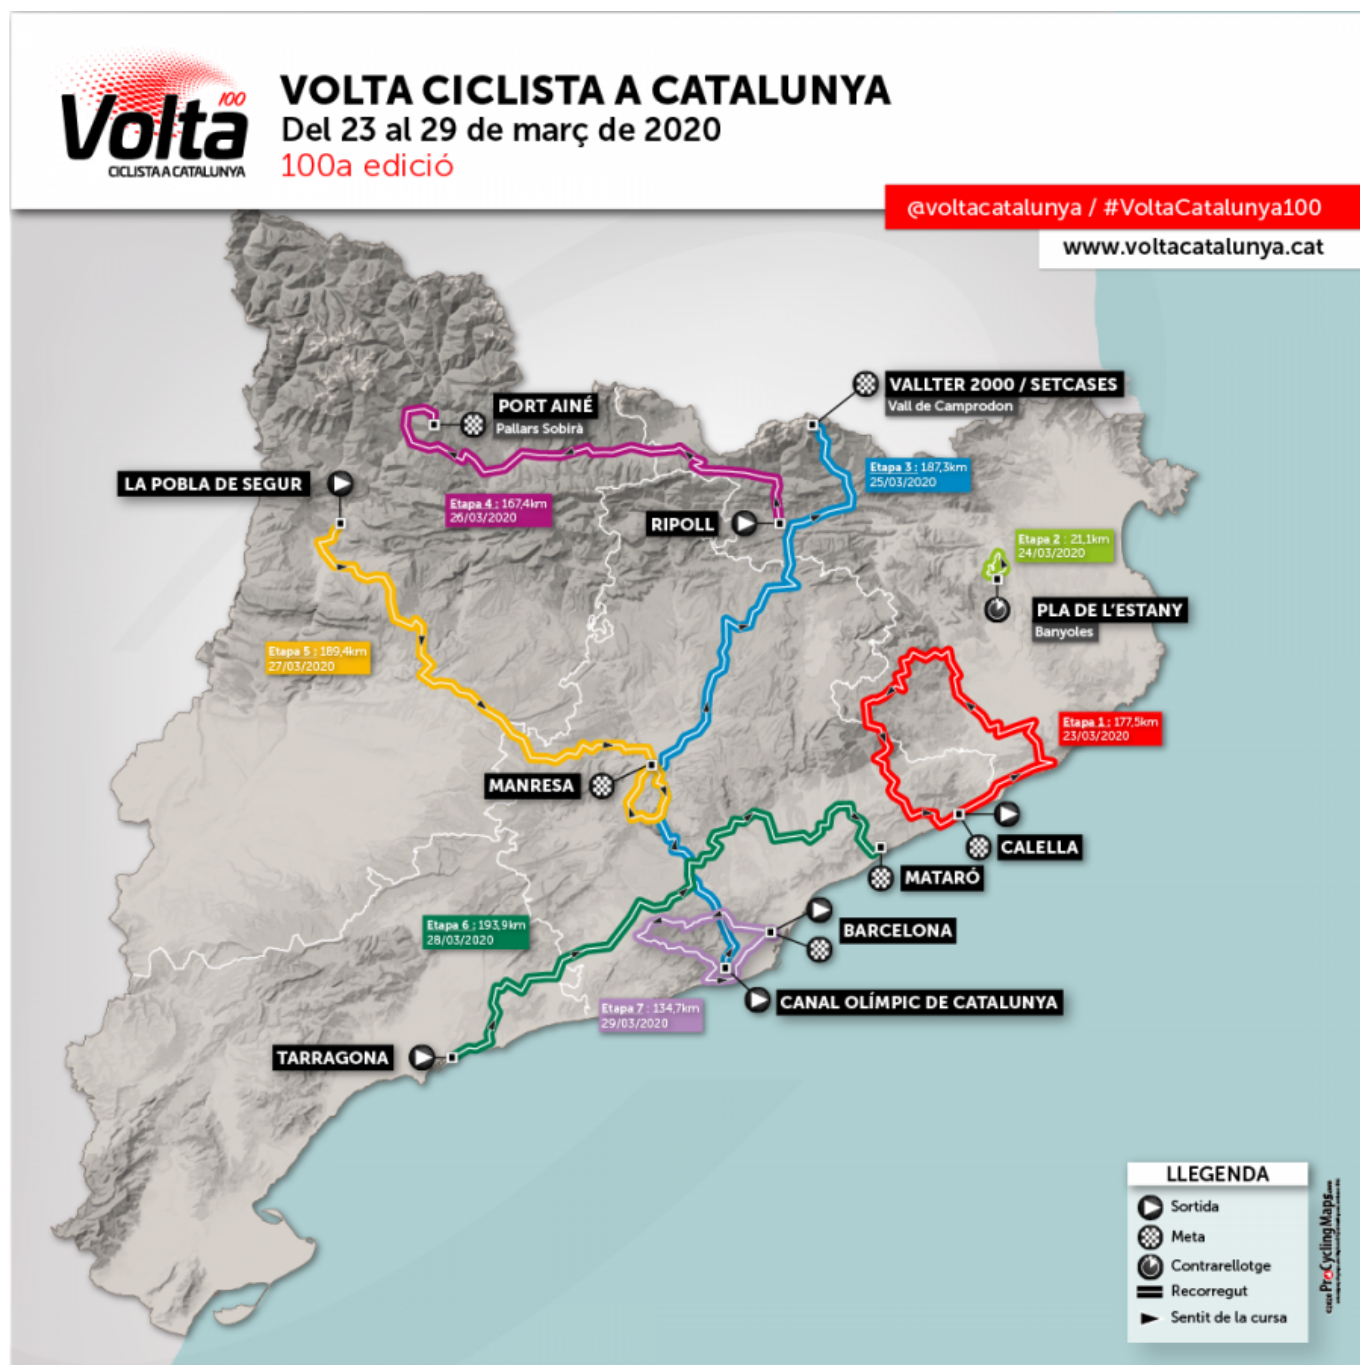 Volta 100
CICLISTA A CATALUNYA
VOLTA CICLISTA A CATALUNYA
Del 23 al 29 de març de 2020
100a edició
@voltacatalunya / #VoltaCatalunya100
www.voltacatalunya.cat
VALLTER 2000 / SETCASES
Vall de Camprodon
PORT AINÉ
Pallars Sobirà
Etapa 3 : 187,3km
25/03/2020
LA POBLA DE SEGUR
Etapa 4 : 167,4km
26/03/2020
RIPOLL
Etapa 2 : 21,1km
24/03/2020
PLA DE L'ESTANY
Banyoles
Etapa 5 : 189,4km
27/03/2020
Etapa 1 : 177,5km
23/03/2020
MANRESA
CALELLA
MATARÓ
Etapa 6 : 193,9km
28/03/2020
BARCELONA
CANAL OLÍMPIC DE CATALUNYA
Etapa 7 : 134,7km
29/03/2020
TARRAGONA
LLEGENDA
Sortida
Meta
Contrarellotge
Recorregut
Sentit de la cursa
©2020 ProCyclingMaps.com